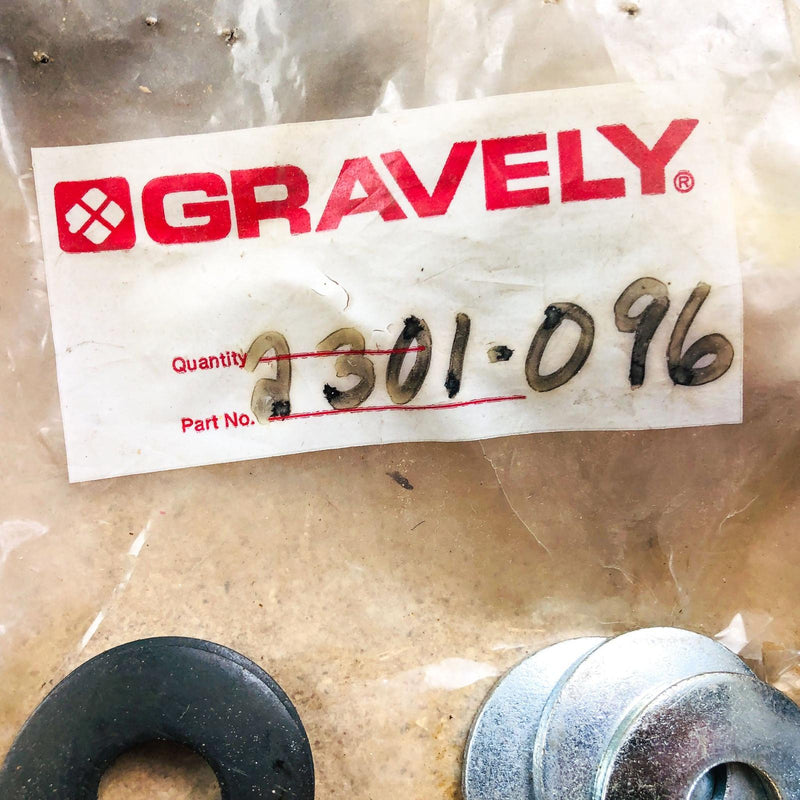 GRAVELY®
Quantity
2301-096
Part No.